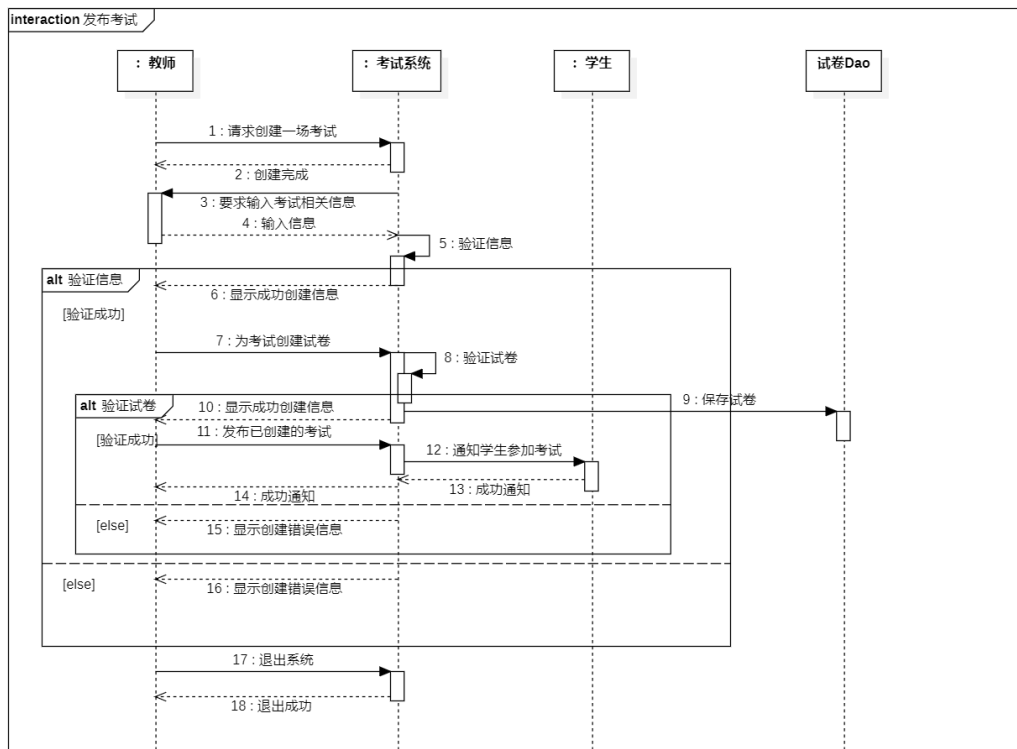 interaction 发布考试
: 教师
: 考试系统
: 学生
试卷Dao
1 : 请求创建一场考试
2 : 创建完成
3 : 要求输入考试相关信息
4 : 输入信息
5 : 验证信息
alt 验证信息
6 : 显示成功创建信息
[验证成功]
7 : 为考试创建试卷
8 : 验证试卷
9 : 保存试卷
alt 验证试卷
10 : 显示成功创建信息
11 : 发布已创建的考试
[验证成功]
12 : 通知学生参加考试
13 : 成功通知
14 : 成功通知
[else]
15 : 显示创建错误信息
[else]
16 : 显示创建错误信息
17 : 退出系统
18 : 退出成功